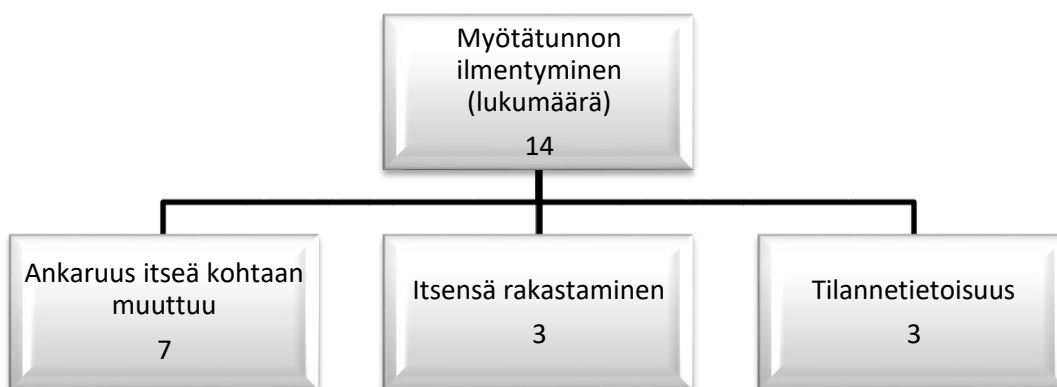 Myötätunnon
ilmentyminen
(lukumäärä)
14
Ankaruus itseä kohtaan
muuttuu
7
Itsensä rakastaminen
3
Tilannetietoisuus
3